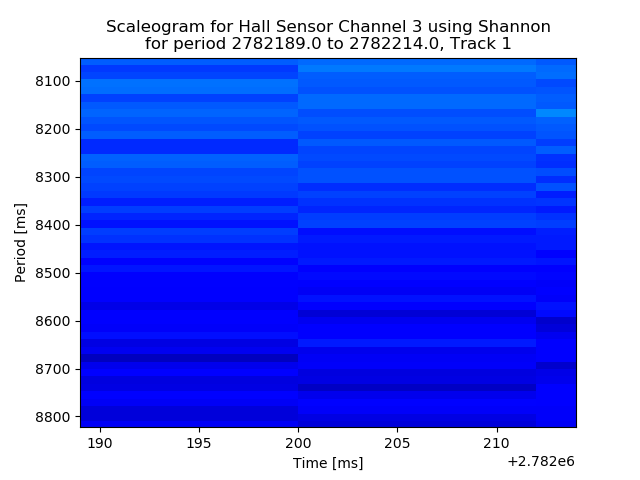 Scaleogram for Hall Sensor Channel 3 using Shannon
for period 2782189.0 to 2782214.0, Track 1
8100
8200
8300
8400
8500
8600
8700
8800
Period [ms]
190 195 200 205 210
Time [ms]
+2.782e6